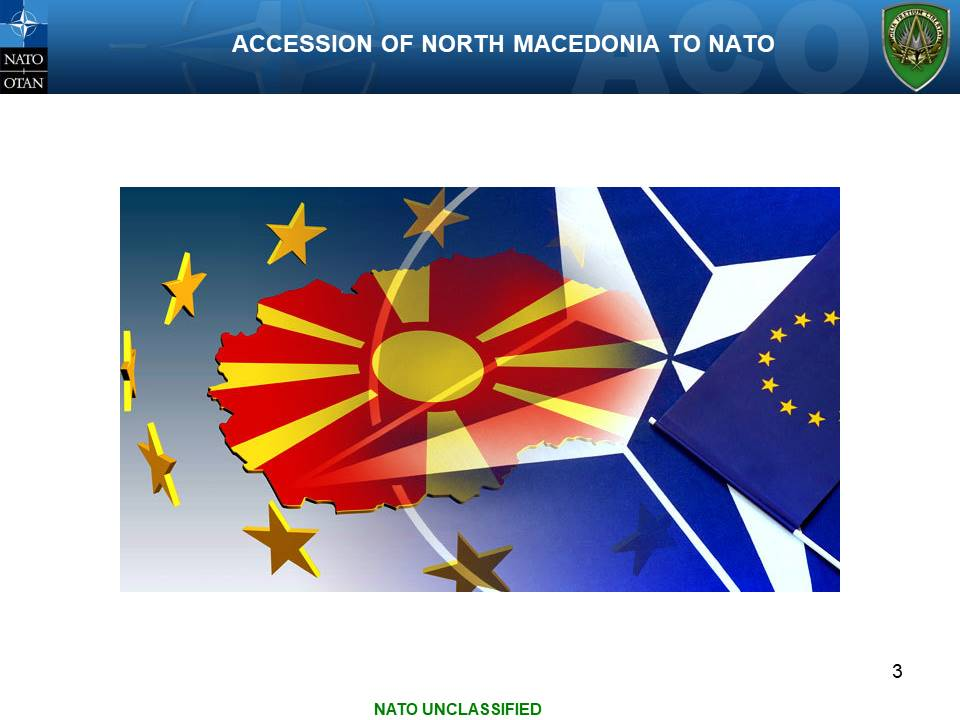 ACCESSION OF NORTH MACEDONIA TO NATO
ACO
NATO
OTAN
3
NATO UNCLASSIFIED